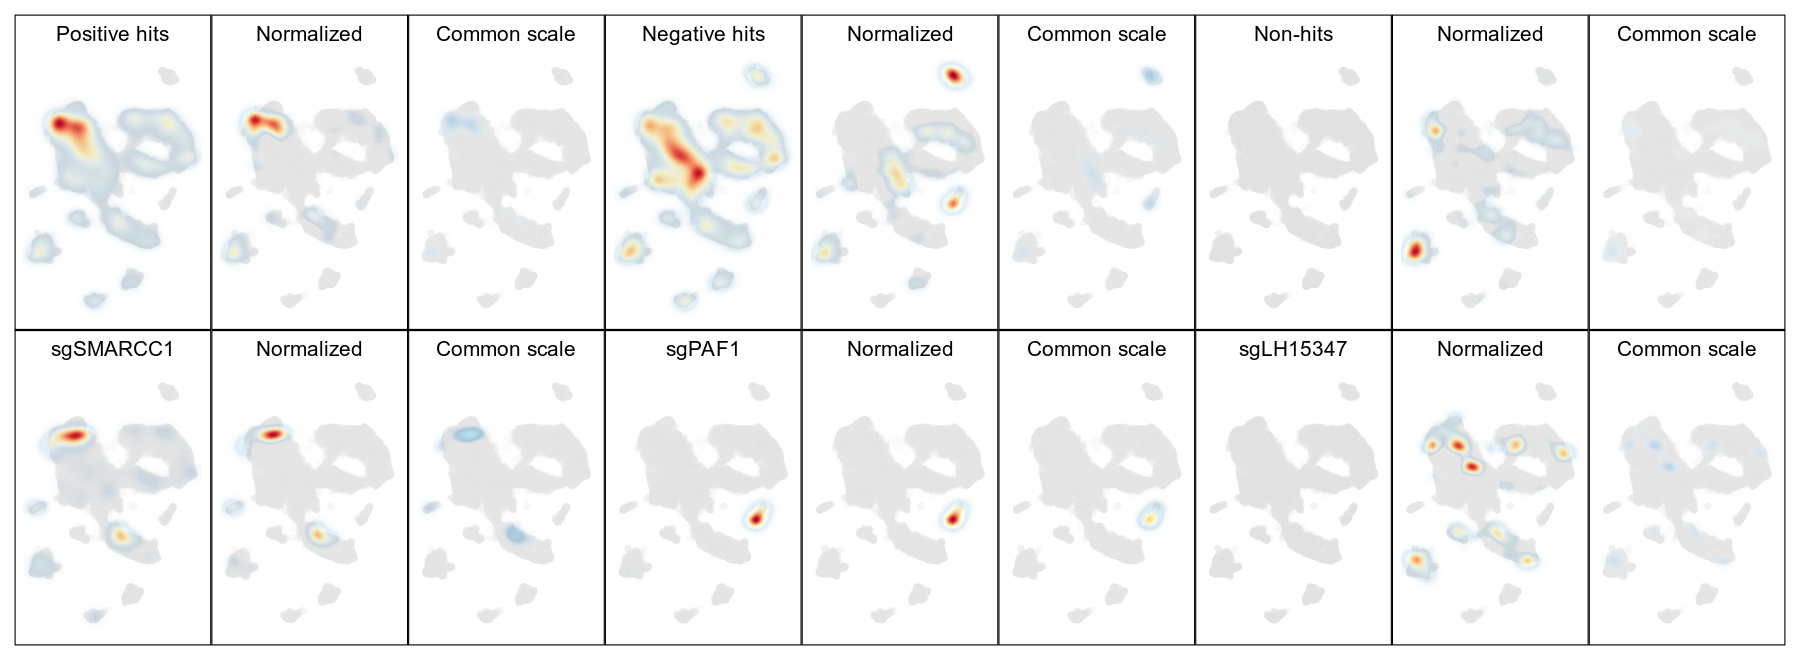 Positive hits
Normalized
Common scale
Negative hits
Normalized
Common scale
Non-hits
Normalized
Common scale
sgSMARCC1
Normalized
Common scale
sgPAF1
Normalized
Common scale
sgLH15347
Normalized
Common scale